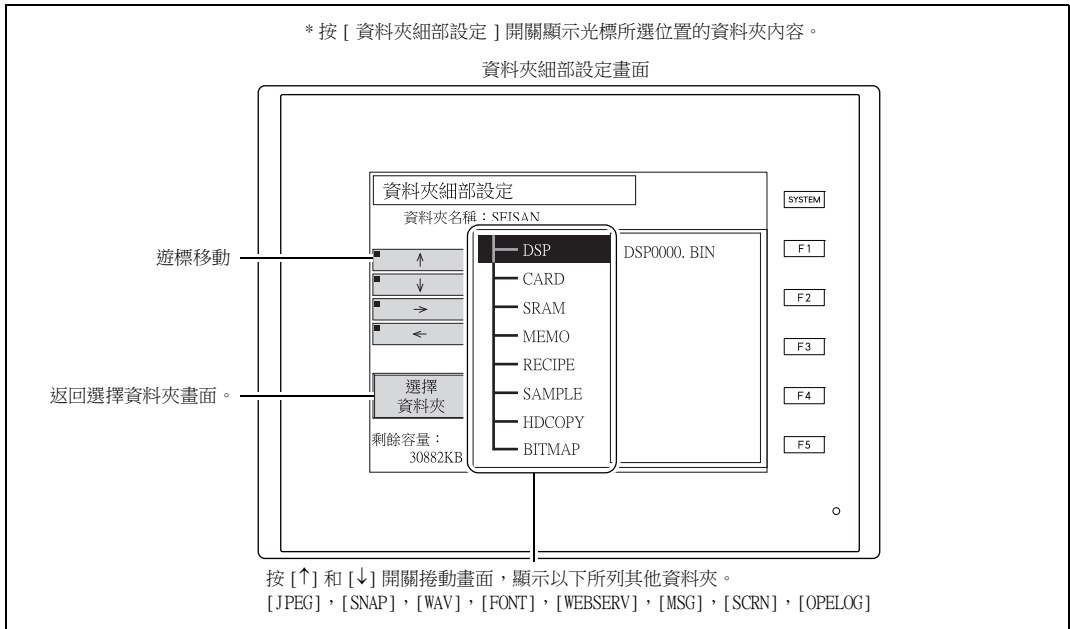 * 按 [ 資料夾細部設定 ] 開關顯示光標所選位置的資料夾內容。
資料夾細部設定畫面
資料夾細部設定
資料夾名稱：SEISAN
遊標移動
↑
↓
→
←
返回選擇資料夾畫面。
選擇
資料夾
剩餘容量：
30882KB
DSP
CARD
SRAM
MEMO
RECIPE
SAMPLE
HDCOPY
BITMAP
DSP0000. BIN
SYSTEM
F1
F2
F3
F4
F5
按 [↑] 和 [↓] 開關捲動畫面，顯示以下所列其他資料夾。
[JPEG]，[SNAP]，[WAV]，[FONT]，[WEBSERV]，[MSG]，[SCRN]，[OPELOG]